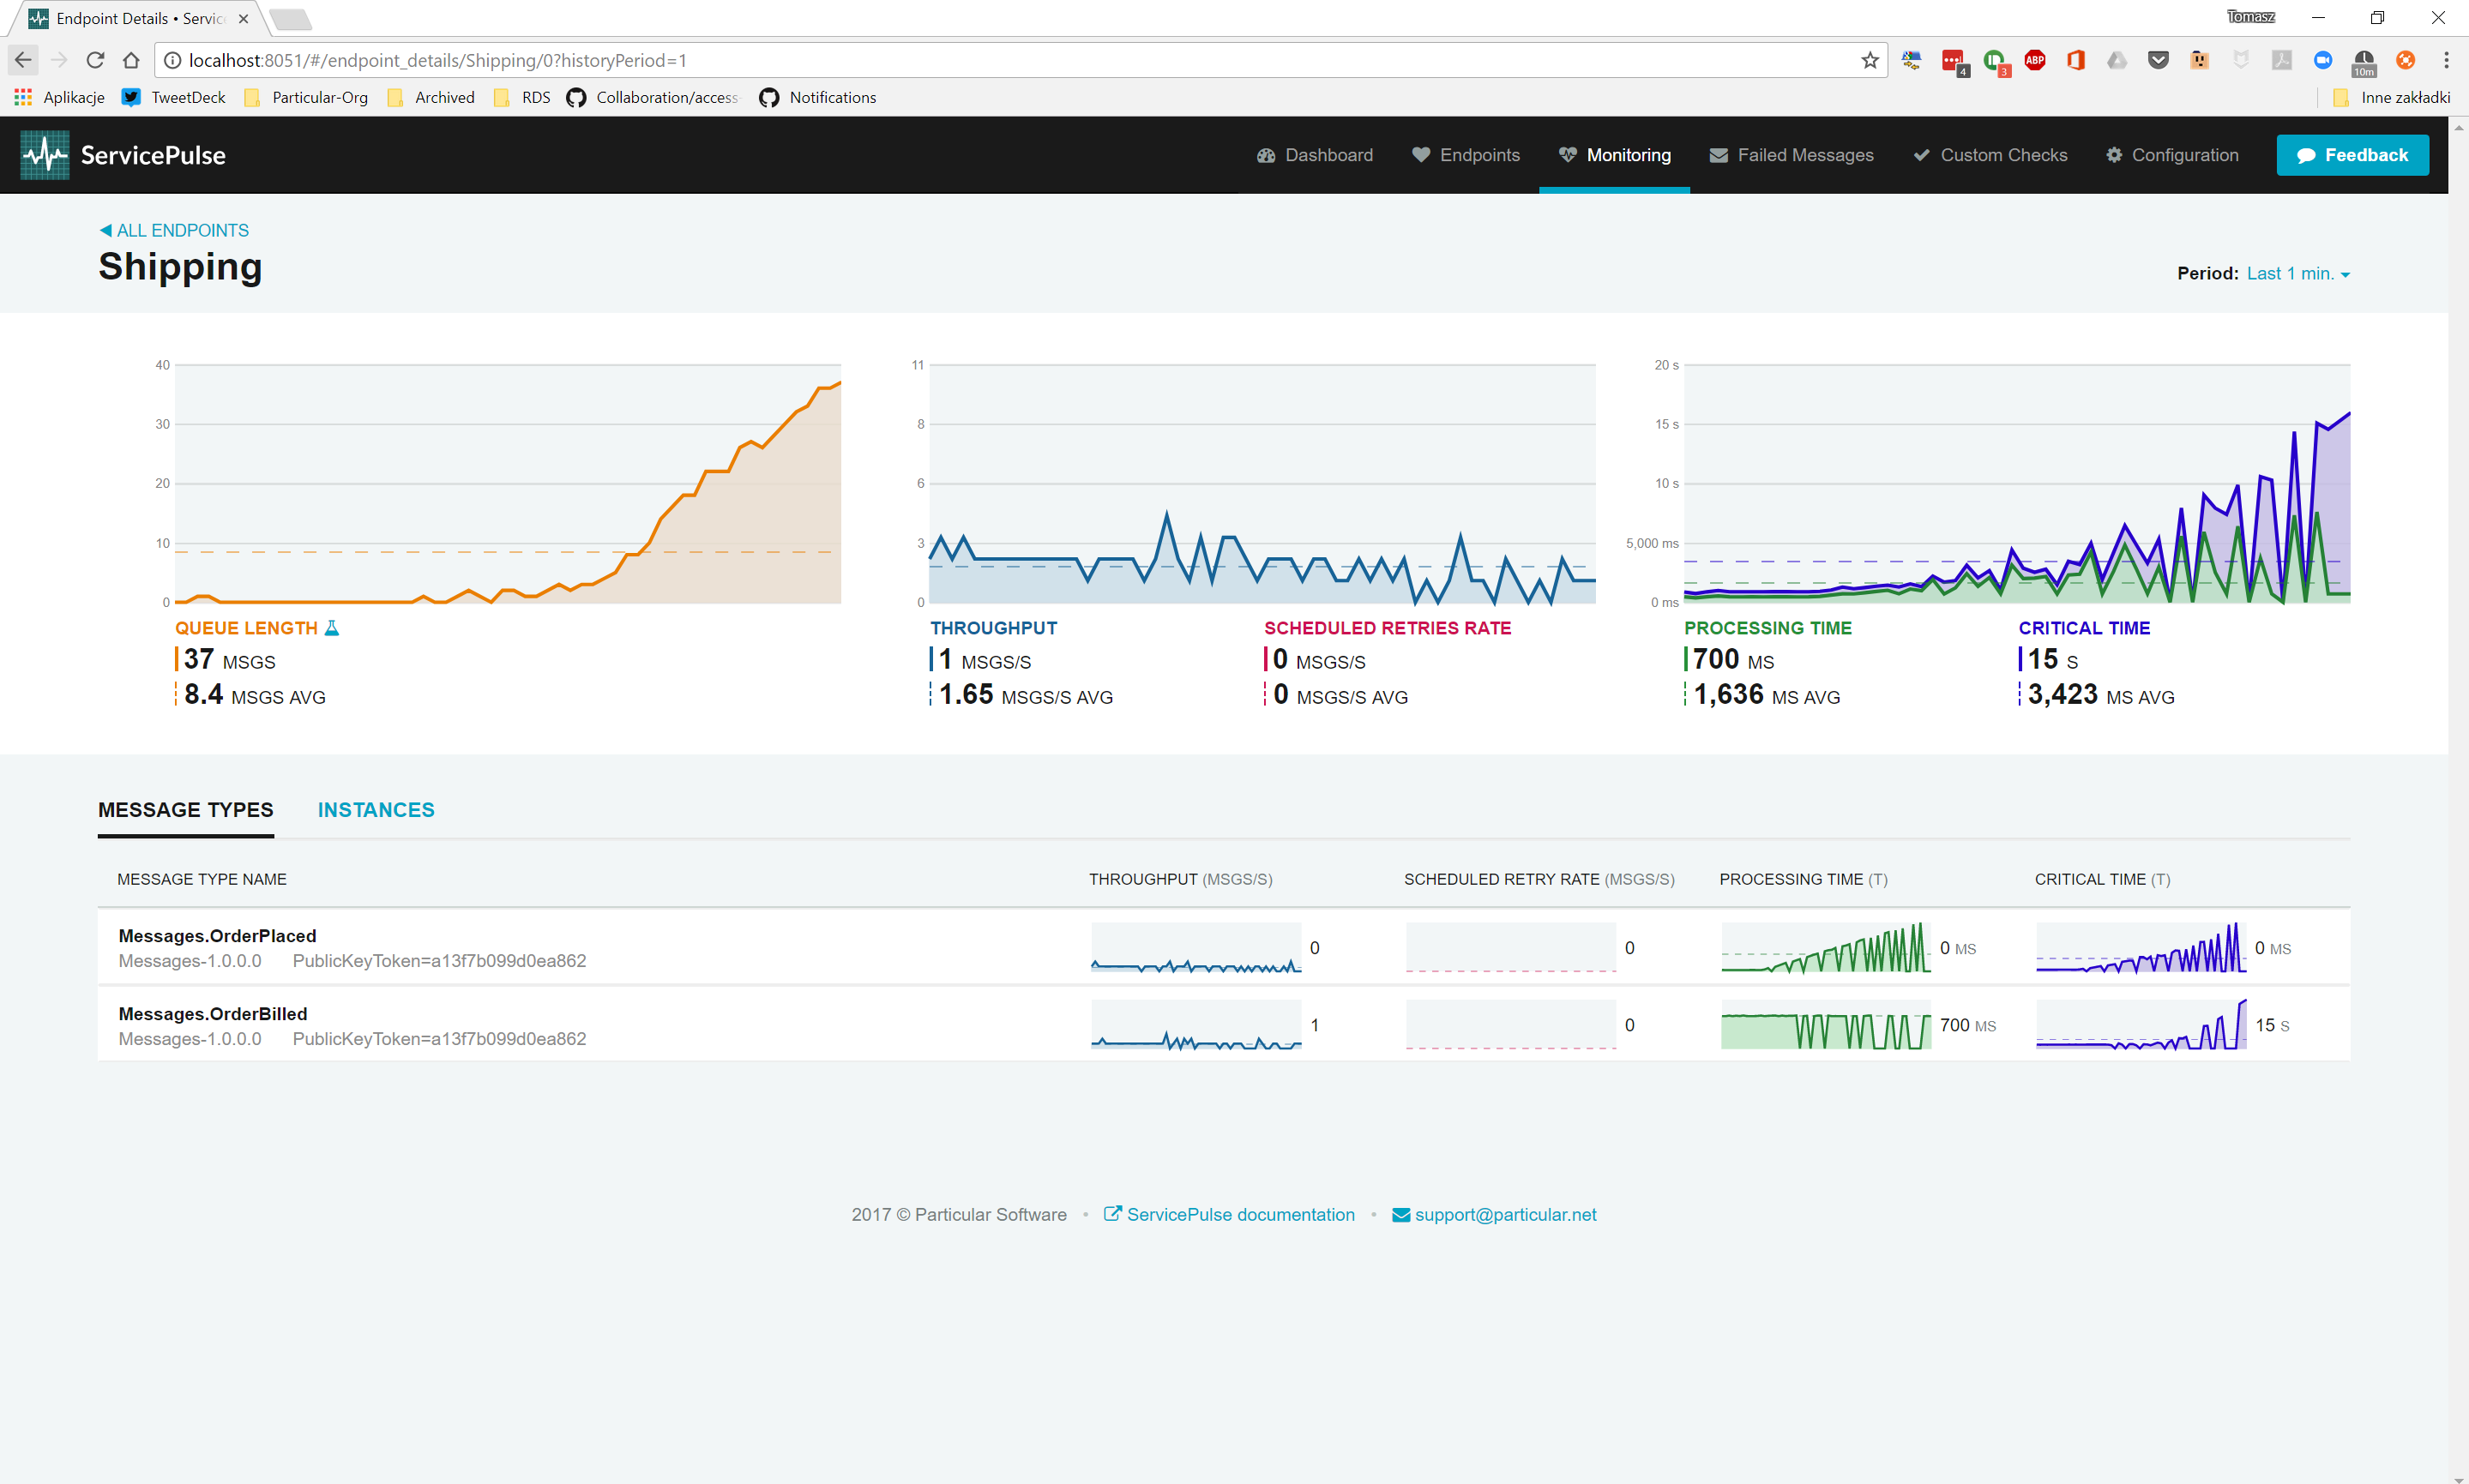 Endpoint Details • Servic
Tomasz
localhost:8051/#/endpoint_details/Shipping/0?historyPeriod=1
4
3
ABP
10m
Aplikacje
TweetDeck
Particular-Org
Archived
RDS
Collaboration/access
Notifications
Inne zakładki
ServicePulse
Dashboard
Endpoints
Monitoring
Failed Messages
Custom Checks
Configuration
Feedback
ALL ENDPOINTS
Shipping
Period: Last 1 min.
40
30
20
10
0
QUEUE LENGTH
37 MSGS
8.4 MSGS AVG
11
8
6
3
0
THROUGHPUT
1 MSGS/S
1.65 MSGS/S AVG
SCHEDULED RETRIES RATE
0 MSGS/S
0 MSGS/S AVG
20 s
15 s
10 s
5,000 ms
0 ms
PROCESSING TIME
700 MS
1,636 MS AVG
CRITICAL TIME
15 S
3,423 MS AVG
MESSAGE TYPES
INSTANCES
MESSAGE TYPE NAME
THROUGHPUT (MSGS/S)
SCHEDULED RETRY RATE (MSGS/S)
PROCESSING TIME (T)
CRITICAL TIME (T)
Messages.OrderPlaced
Messages-1.0.0.0 PublicKeyToken=a13f7b099d0ea862
0
0
0 MS
0 MS
Messages.OrderBilled
Messages-1.0.0.0 PublicKeyToken=a13f7b099d0ea862
1
0
700 MS
15 S
2017 © Particular Software • ServicePulse documentation • support@particular.net